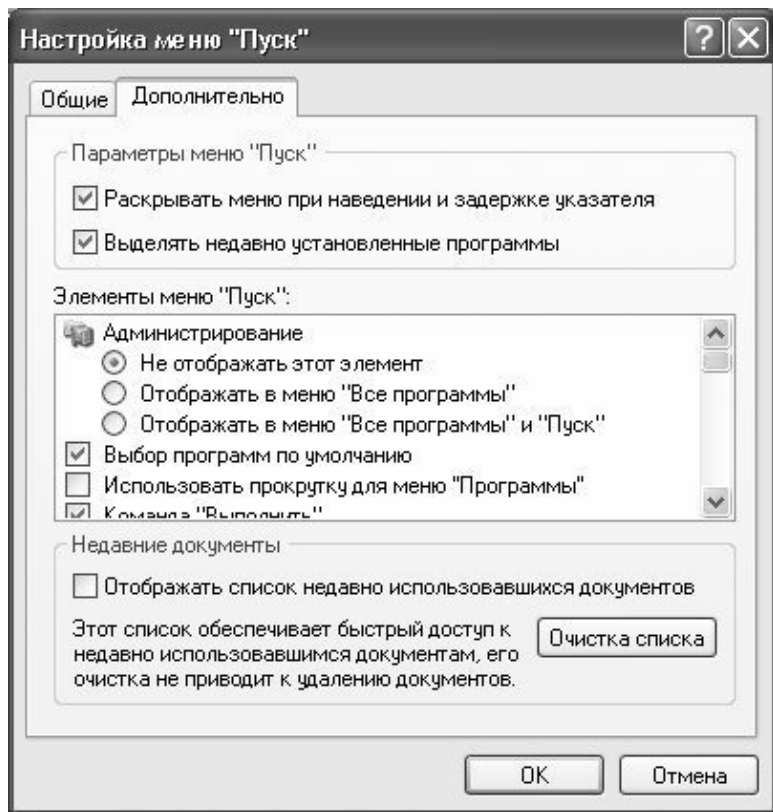 Настройка меню "Пуск"
Общие
Дополнительно
Параметры меню "Пуск"
Раскрывать меню при наведении и задержке указателя
Выделять недавно установленные программы
Элементы меню "Пуск":
Администрирование
Не отображать этот элемент
Отображать в меню "Все программы"
Отображать в меню "Все программы" и "Пуск"
Выбор программ по умолчанию
Использовать прокрутку для меню "Программы"
Команда "Выполнить"
Недавние документы
Отображать список недавно использовавшихся документов
Этот список обеспечивает быстрый доступ к
недавно использовавшимся документам, его
очистка не приводит к удалению документов.
Очистка списка
OK
Отмена